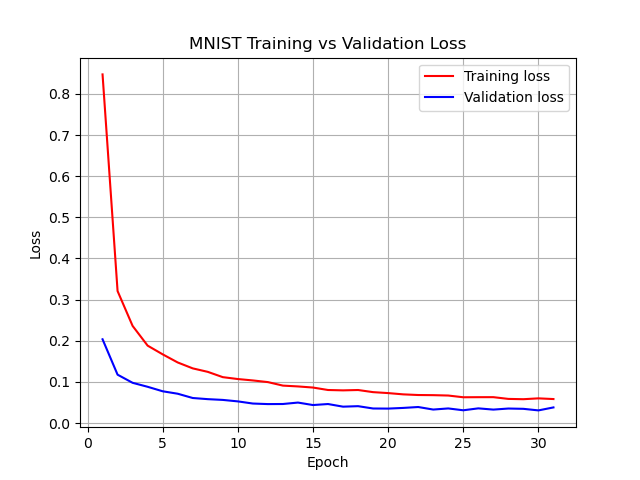 MNIST Training vs Validation Loss
Training loss
Validation loss
0.8
0.7
0.6
0.5
0.4
0.3
0.2
0.1
0.0
Loss
0 5 10 15 20 25 30
Epoch